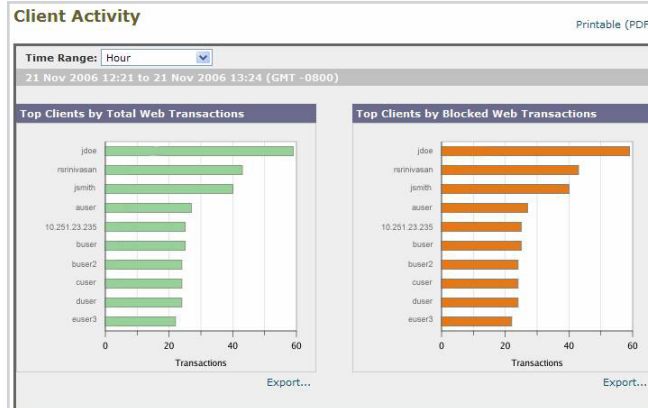 Client Activity
Printable (PDF
Time Range: Hour
21 Nov 2006 12:21 to 21 Nov 2006 13:24 (GMT -0800)
Top Clients by Total Web Transactions
jdoe
nsrinivasan
jsmith
auser
10.251.23.235
buser
buser2
cuser
duser
euser3
0 20 40 60
Transactions
Export...
Top Clients by Blocked Web Transactions
jdoe
nsrinivasan
jsmith
auser
10.251.23.235
buser
buser2
cuser
duser
euser3
0 20 40 60
Transactions
Export...